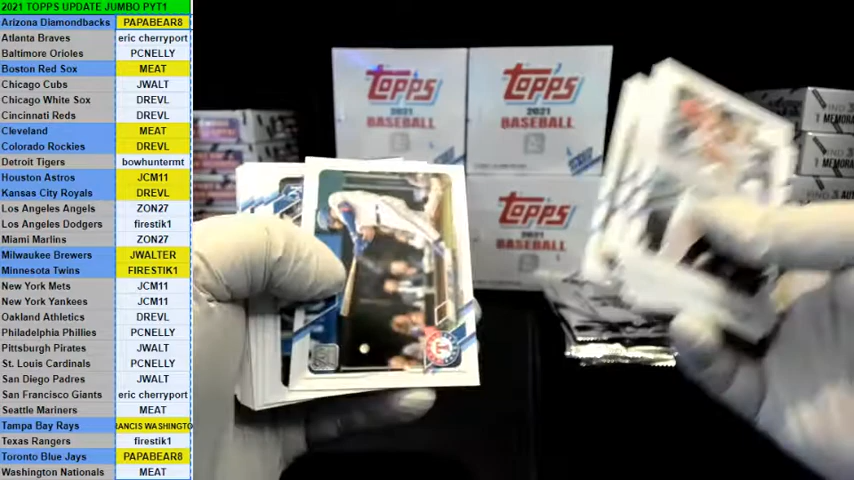 2021 TOPPS UPDATE JUMBO PYT1
Arizona Diamondbacks PAPABEAR8
Atlanta Braves eric cherryport
Baltimore Orioles PCNELLY
Boston Red Sox MEAT
Chicago Cubs JWALT
Chicago White Sox DREVL
Cincinnati Reds DREVL
Cleveland MEAT
Colorado Rockies DREVL
Detroit Tigers bowhuntermt
Houston Astros JCM11
Kansas City Royals DREVL
Los Angeles Angels ZON27
Los Angeles Dodgers firestik1
Miami Marlins ZON27
Milwaukee Brewers JWALTER
Minnesota Twins FIRESTIK1
New York Mets JCM11
New York Yankees JCM11
Oakland Athletics DREVL
Philadelphia Phillies PCNELLY
Pittsburgh Pirates JWALT
St. Louis Cardinals PCNELLY
San Diego Padres JWALT
San Francisco Giants eric cherryport
Seattle Mariners MEAT
Tampa Bay Rays RANCIS WASHINGTO
Texas Rangers firestik1
Toronto Blue Jays PAPABEAR8
Washington Nationals MEAT
Topps
2021
BASEBALL
Topps
2021
BASEBALL
Topps
2021
BASEBALL
FIND 3
1 MEMOR